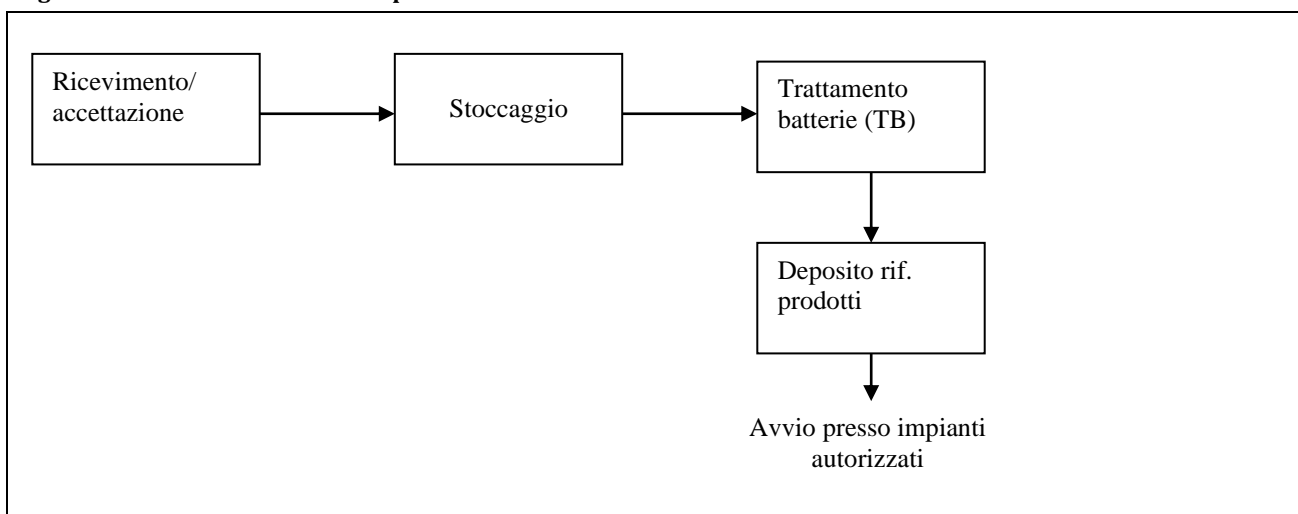 Ricevimento/
accettazione
Stoccaggio
Trattamento
batterie (TB)
Deposito rif.
prodotti
Avvio presso impianti
autorizzati